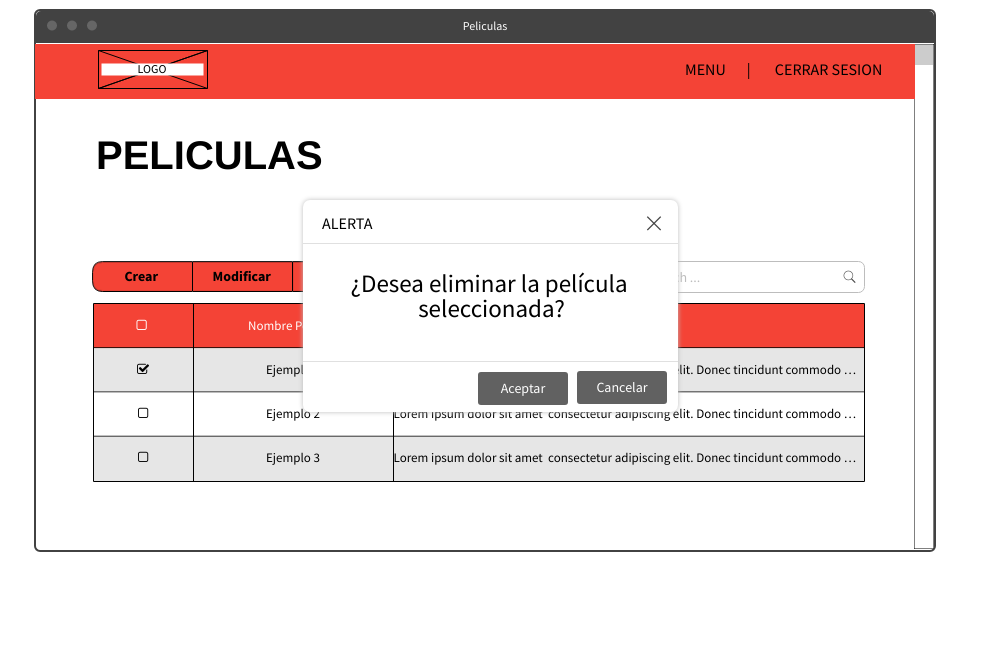 Peliculas
LOGO
MENU | CERRAR SESION
PELICULAS
ALERTA
¿Desea eliminar la película
seleccionada?
Crear Modificar h ...
Nombre P
Ejempl elit. Donec tincidunt commodo ...
Aceptar Cancelar
Ejemplo 2 Lorem ipsum dolor sit amet consectetur adipiscing elit. Donec tincidunt commodo ...
Ejemplo 3 Lorem ipsum dolor sit amet consectetur adipiscing elit. Donec tincidunt commodo ...